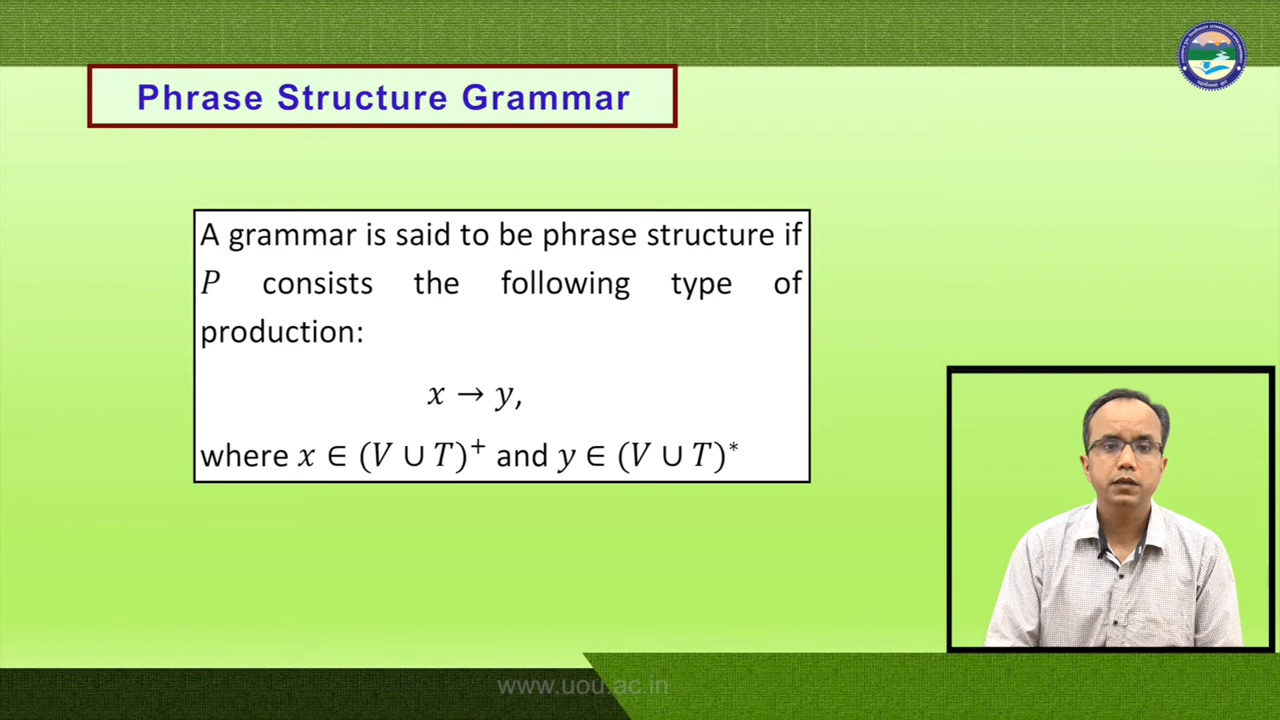 Phrase Structure Grammar
A grammar is said to be phrase structure if
P consists the following type of
production:
x → y,
where x ∈ (V ∪ T)⁺ and y ∈ (V ∪ T)*
www.uou.ac.in